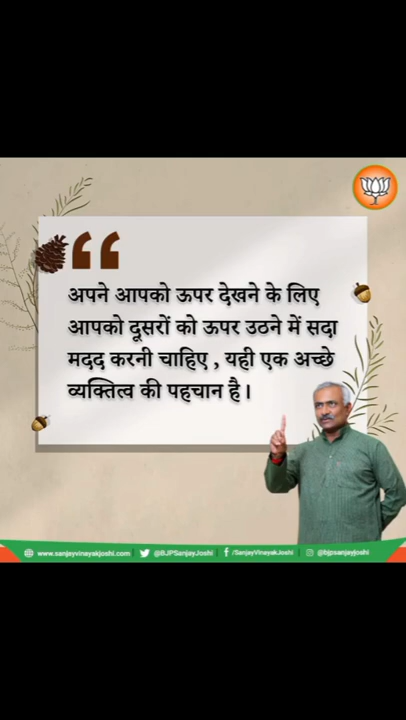 अपने आपको ऊपर देखने के लिए
आपको दूसरों को ऊपर उठने में सदा
मदद करनी चाहिए , यही एक अच्छे
व्यक्तित्व की पहचान है।
www.sanjayvinayakjoshi.com | @BJPSanjayJoshi | /SanjayVinayakJoshi | @bjpsanjayjoshi